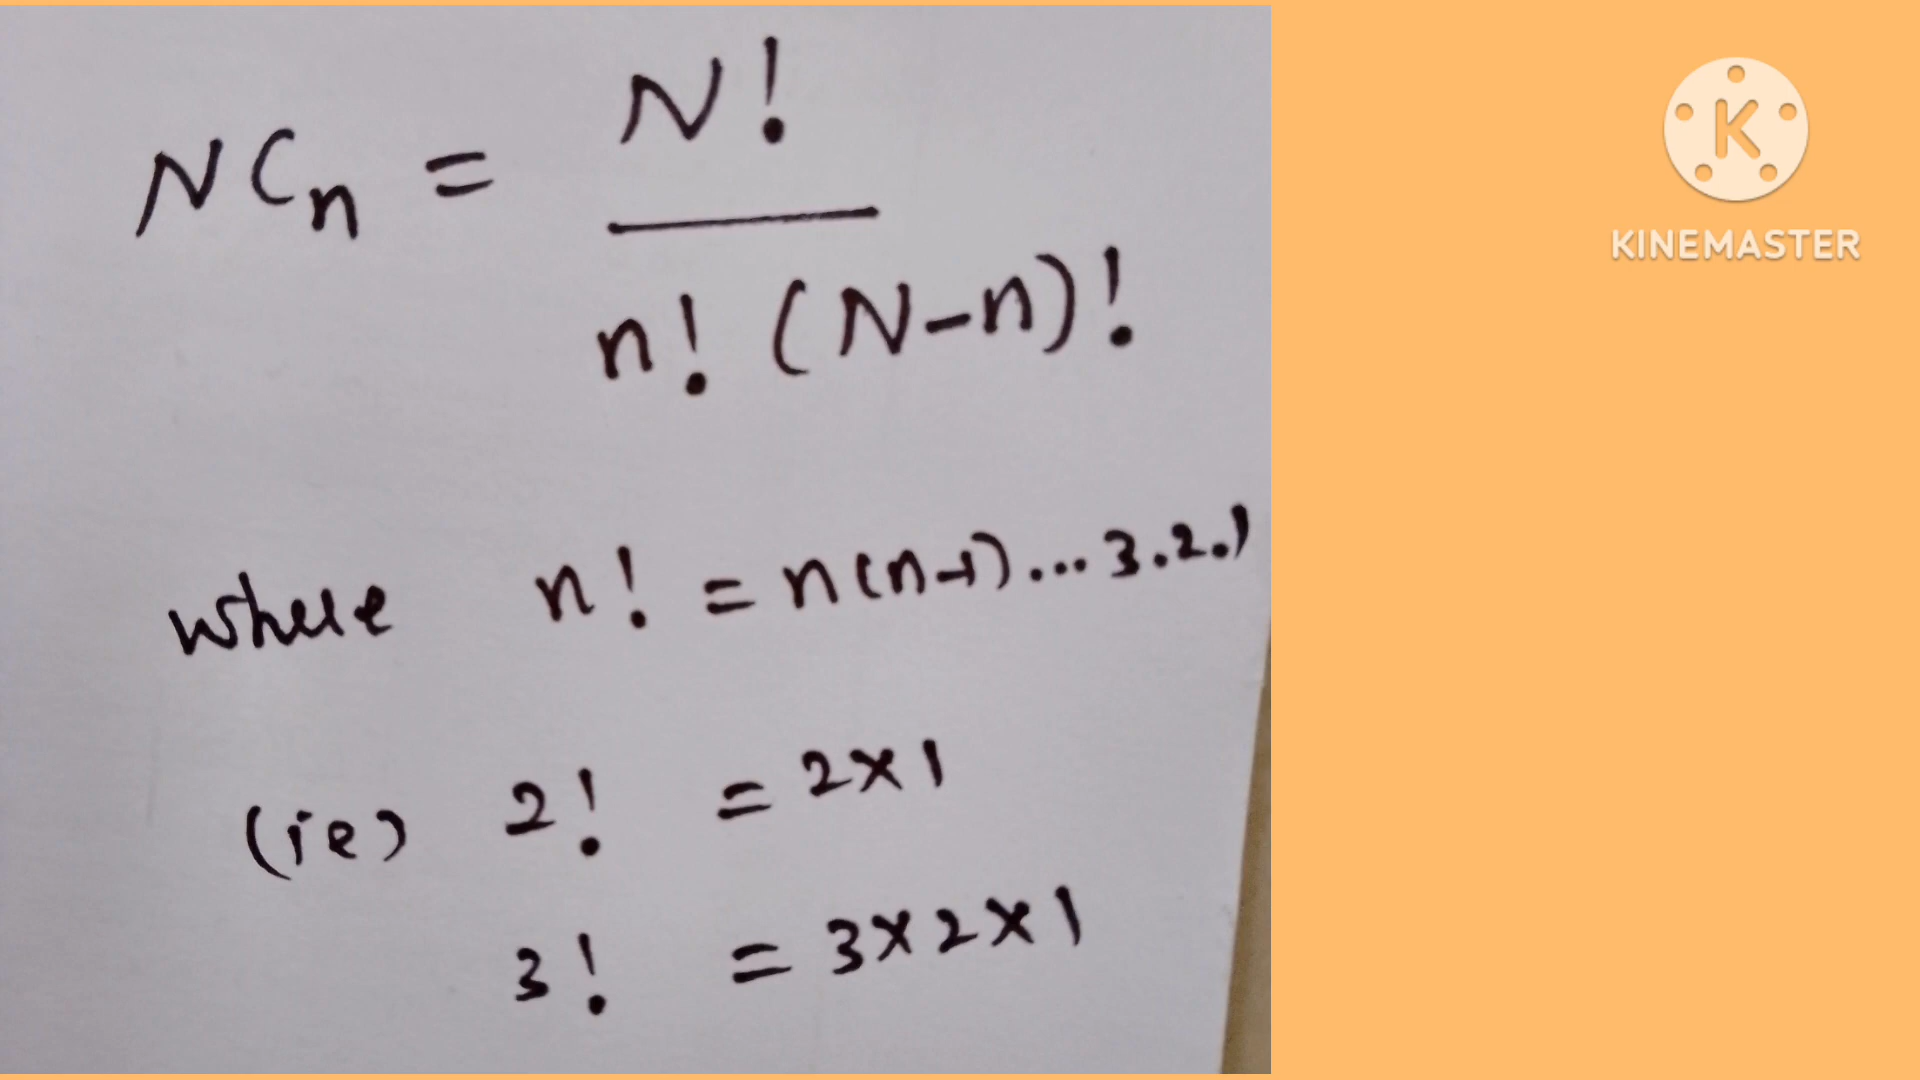 NCn = N!
n! (N-n)!
where n! = n(n-1)...3.2.1
(ie) 2! = 2×1
3! = 3×2×1
K
KINEMASTER